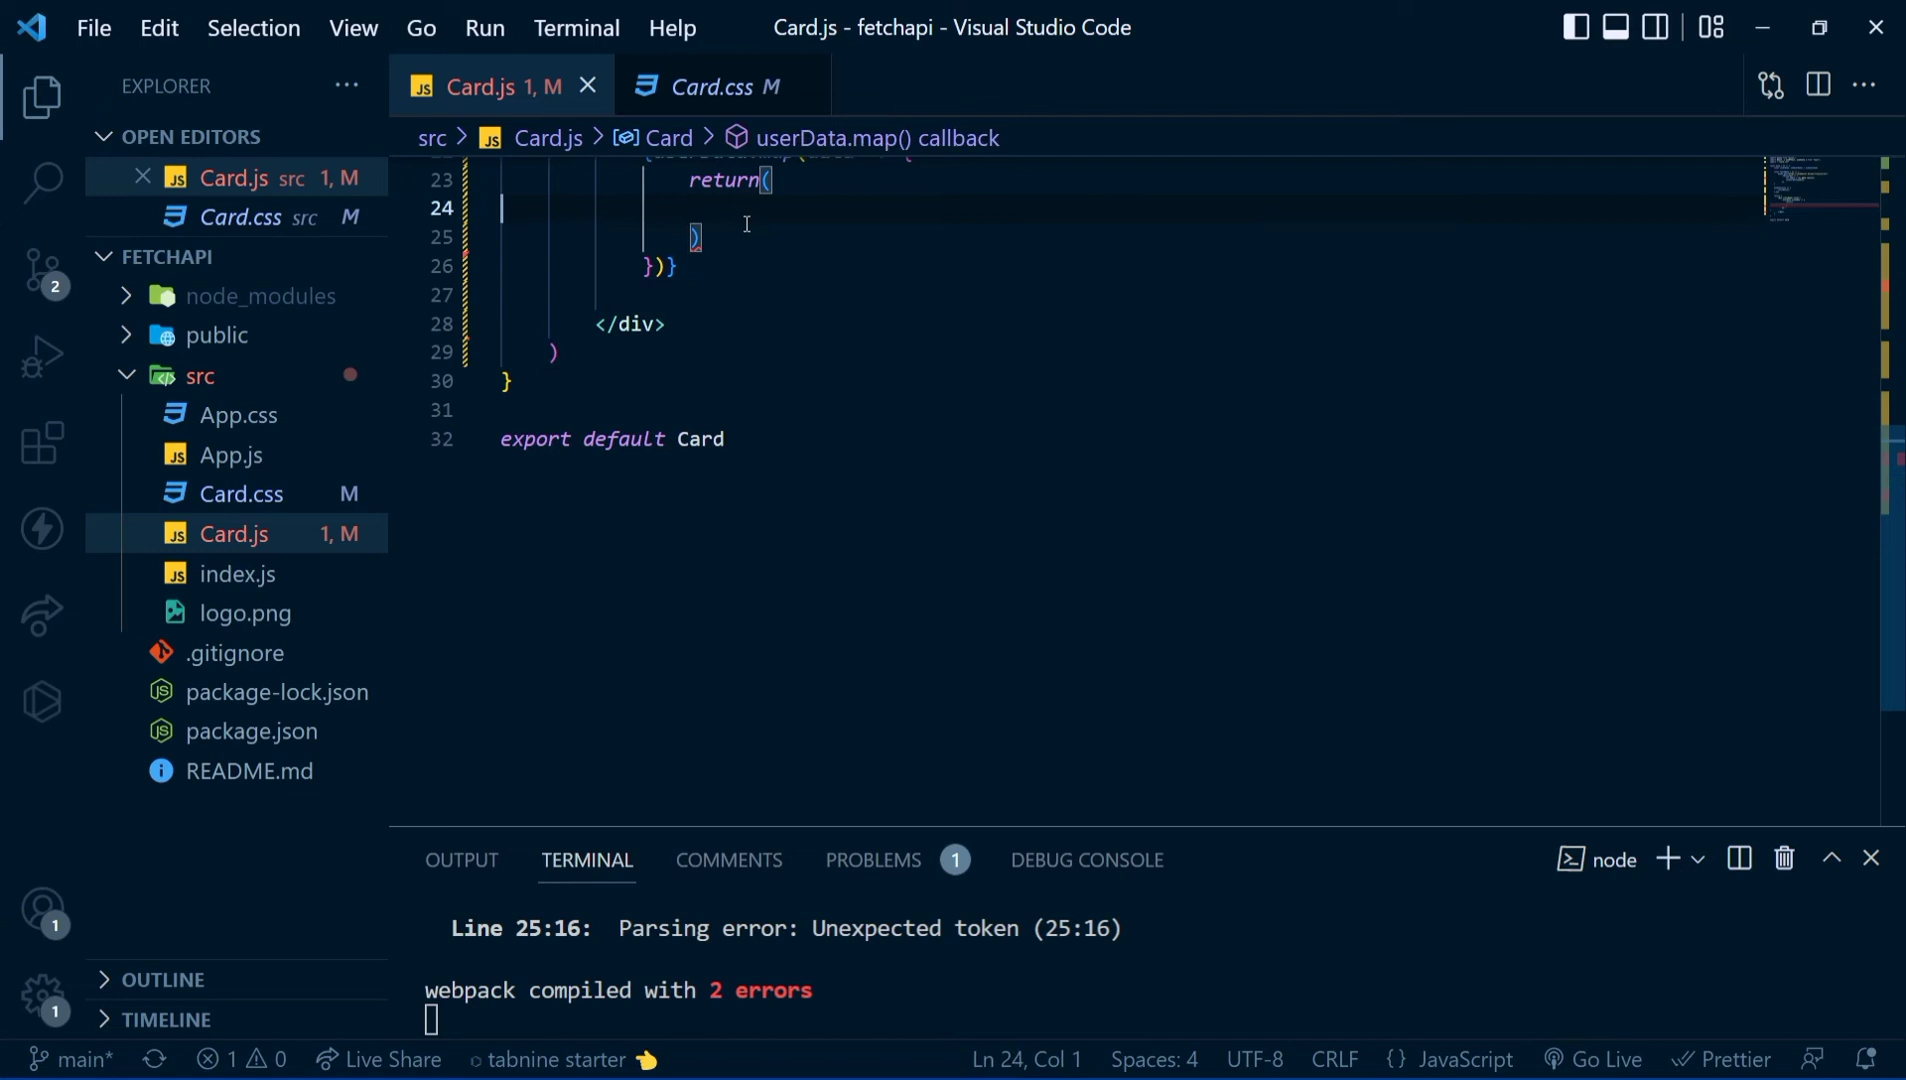 File Edit Selection View Go Run Terminal Help Card.js - fetchapi - Visual Studio Code
EXPLORER
Card.js 1, M
Card.css M
OPEN EDITORS
src > Card.js > Card > userData.map() callback
Card.js src 1, M
Card.css src M
FETCHAPI
node_modules
public
src
App.css
App.js
Card.css M
Card.js 1, M
index.js
logo.png
.gitignore
package-lock.json
package.json
README.md
OUTLINE
TIMELINE
2
1
1
23 return(
24
25 )
26 })}
27
28 </div>
29 )
30 }
31
32 export default Card
OUTPUT TERMINAL COMMENTS PROBLEMS 1 DEBUG CONSOLE
node
Line 25:16: Parsing error: Unexpected token (25:16)
webpack compiled with 2 errors
main* 1 0 Live Share tabnine starter Ln 24, Col 1 Spaces: 4 UTF-8 CRLF {} JavaScript Go Live Prettier